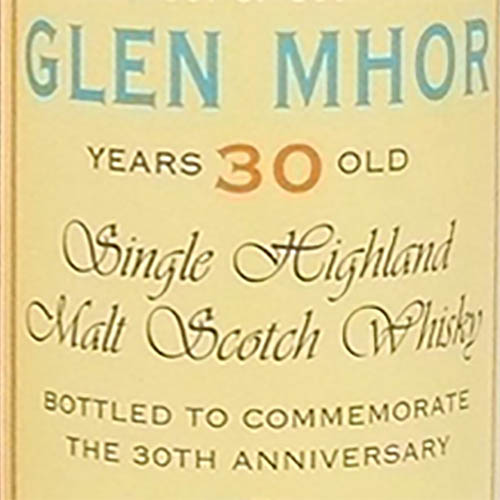 GLEN MHOR
YEARS 30 OLD
Single Highland
Malt Scotch Whisky
BOTTLED TO COMMEMORATE
THE 30TH ANNIVERSARY